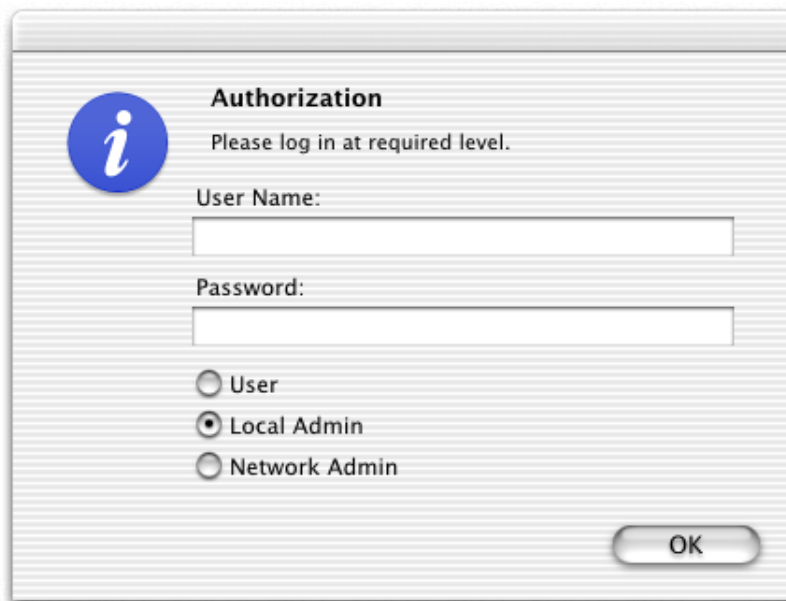 Authorization
Please log in at required level.
User Name:
Password:
User
Local Admin
Network Admin
OK